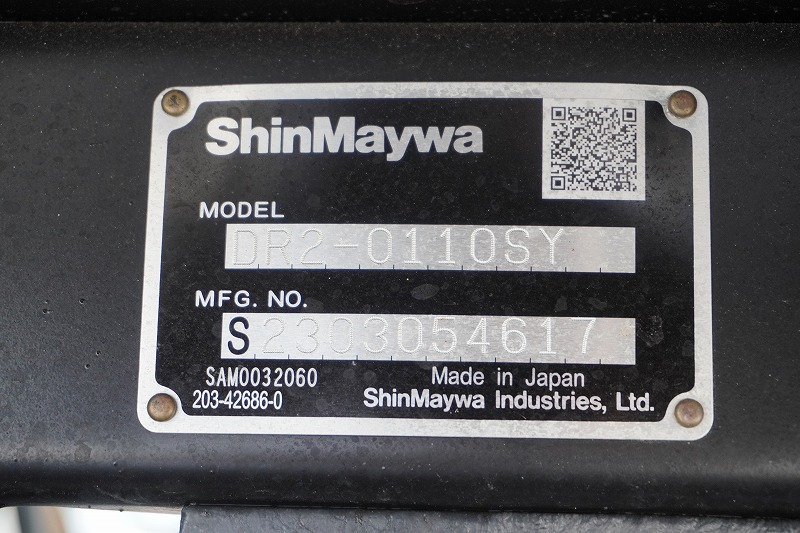 ShinMaywa
MODEL
DR2-0110SY
MFG. NO.
S2303054617
SAM0032060
Made in Japan
203-42686-0
ShinMaywa Industries, Ltd.